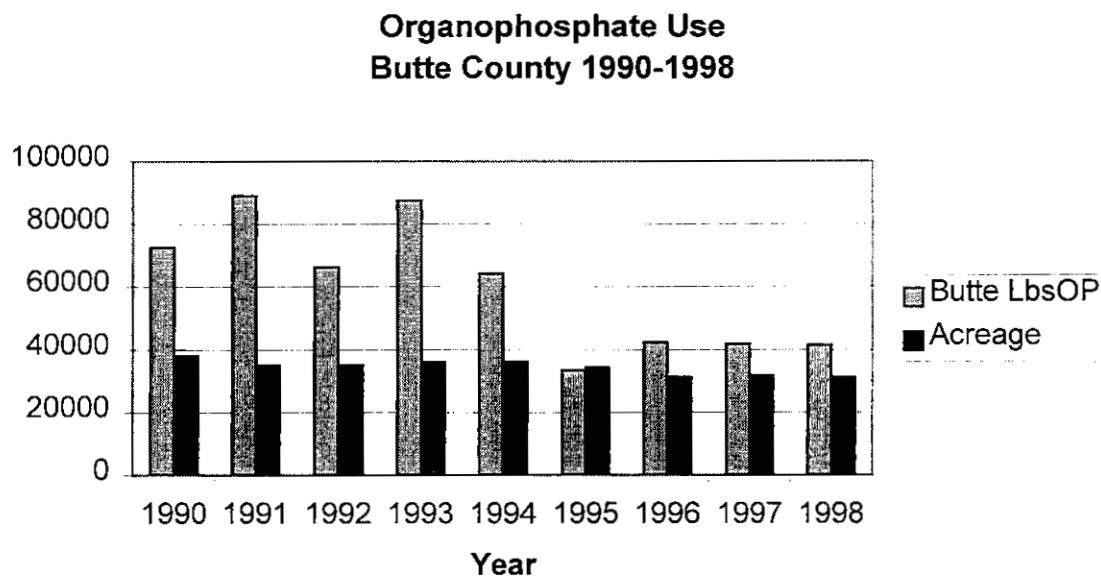 Organophosphate Use
Butte County 1990-1998
100000
80000
60000
40000
20000
0
1990 1991 1992 1993 1994 1995 1996 1997 1998
Year
Butte LbsOP
Acreage